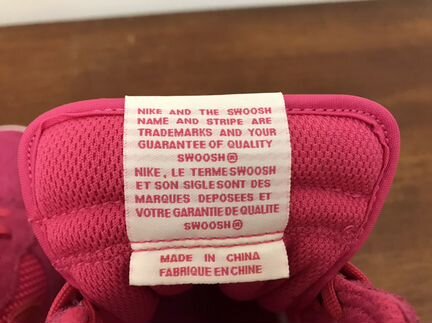 NIKE AND THE SWOOSH
NAME AND STRIPE ARE
TRADEMARKS AND YOUR
GUARANTEE OF QUALITY
SWOOSH®
NIKE, LE TERME SWOOSH
ET SON SIGLE SONT DES
MARQUES DEPOSEES ET
VOTRE GARANTIE DE QUALITE
SWOOSH®
MADE IN CHINA
FABRIQUE EN CHINE